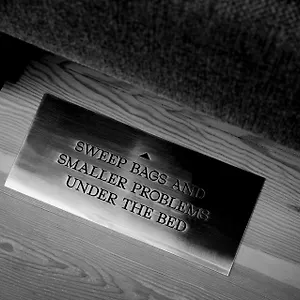 SWEEP BAGS AND
SMALLER PROBLEMS
UNDER THE BED